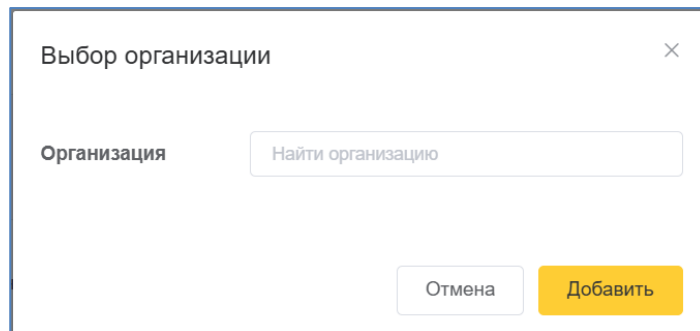 Выбор организации
Организация
Найти организацию
Отмена
Добавить